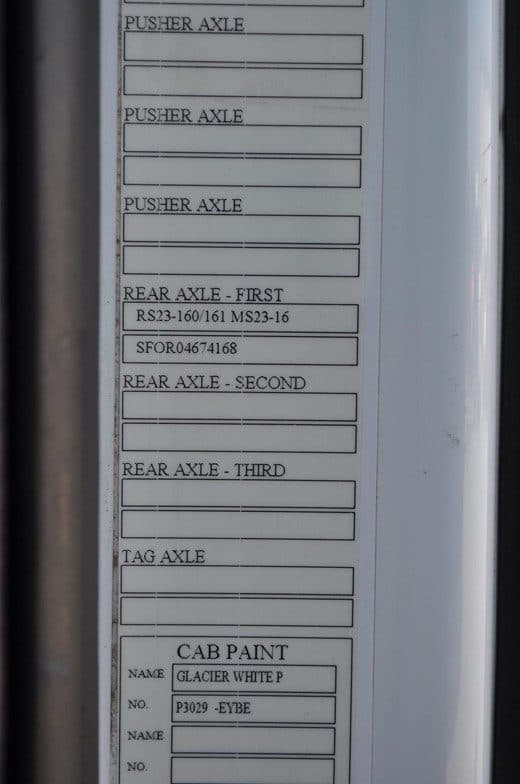 PUSHER AXLE
PUSHER AXLE
PUSHER AXLE
REAR AXLE - FIRST
RS23-160/161 MS23-16
SFOR04674168
REAR AXLE - SECOND
REAR AXLE - THIRD
TAG AXLE
CAB PAINT
NAME GLACIER WHITE P
NO. P3029 -EYBE
NAME
NO.